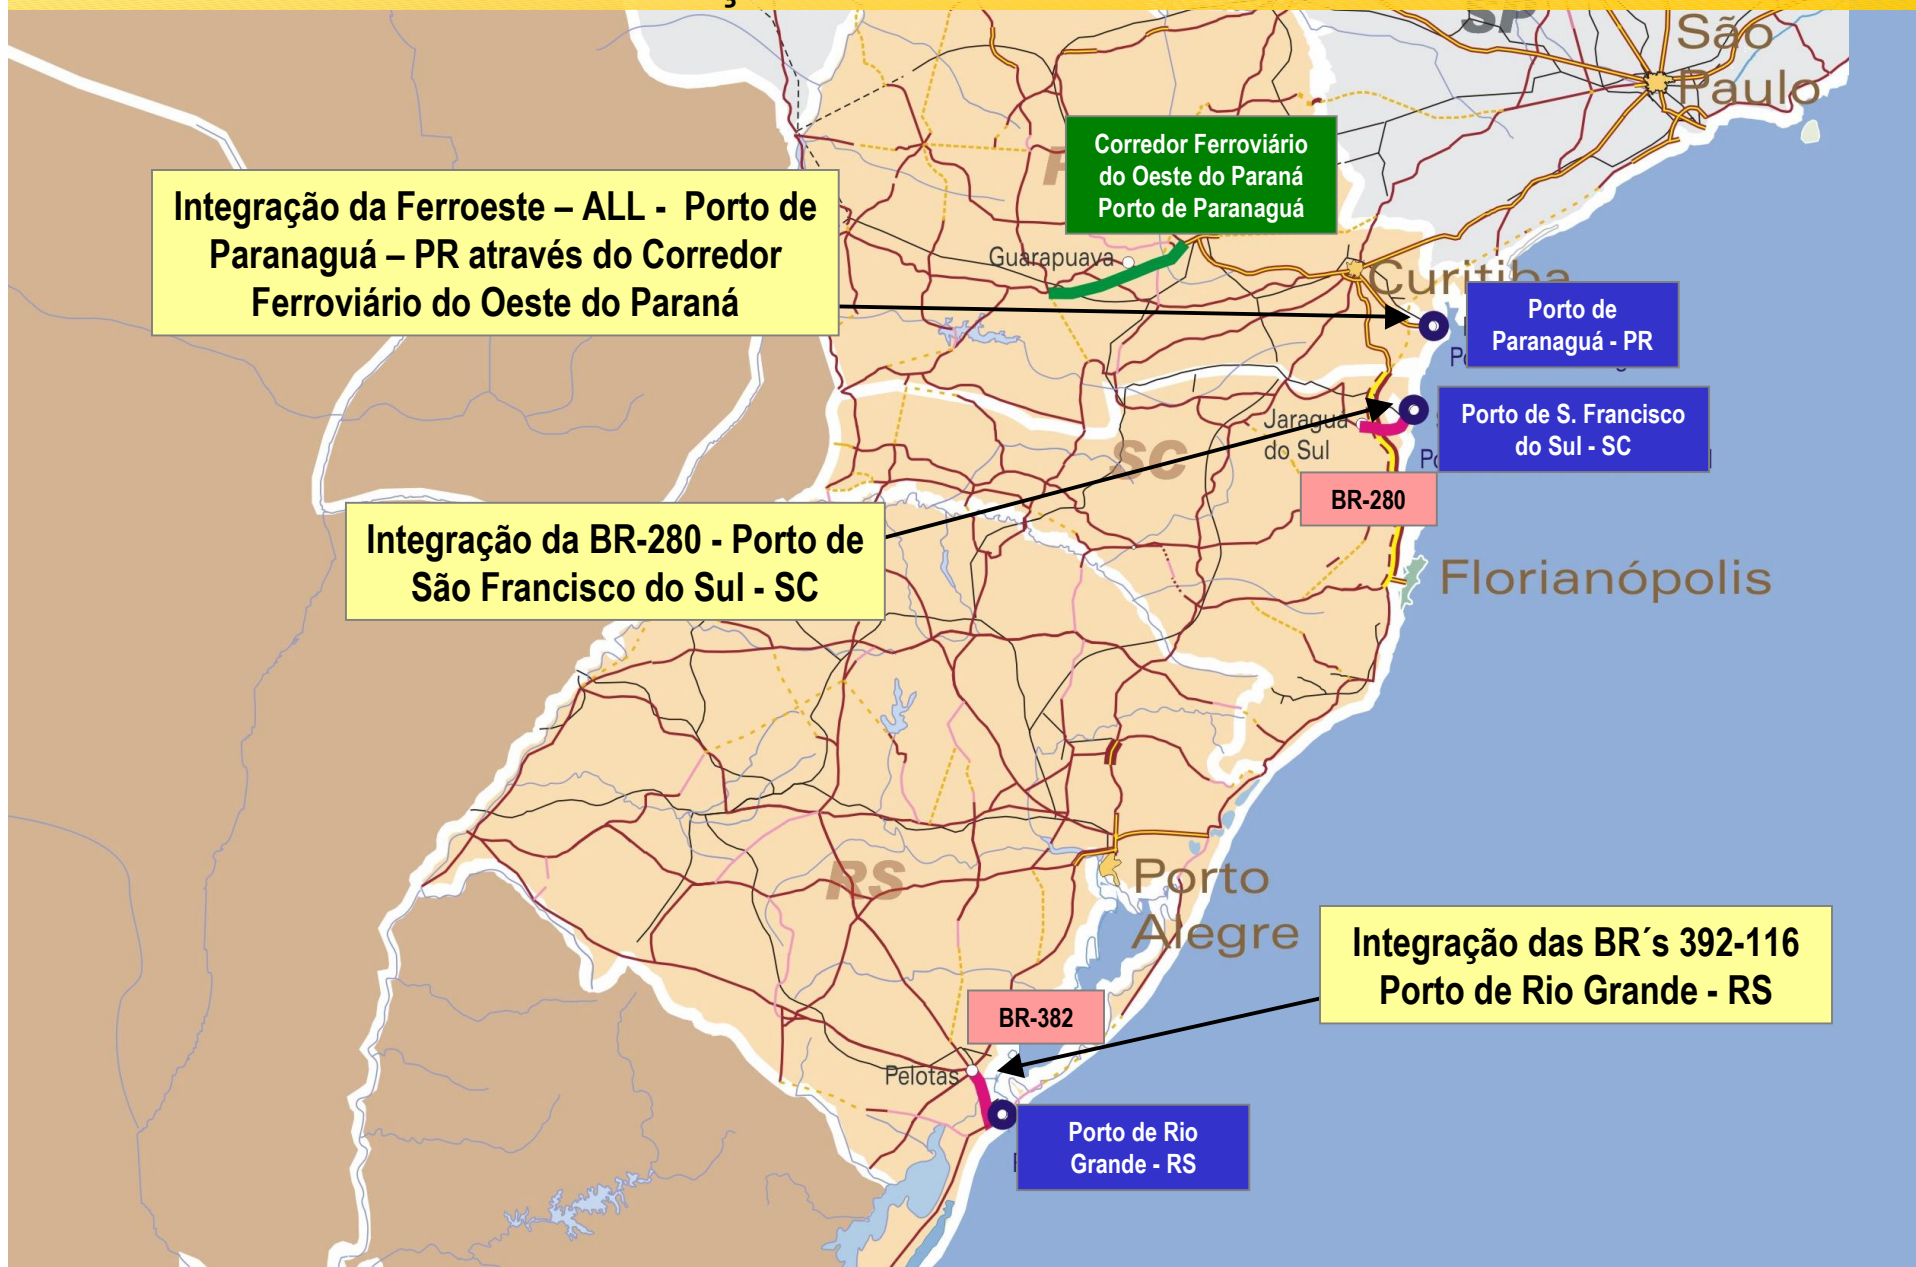 SP
São
Paulo
Corredor Ferroviário
do Oeste do Paraná
Porto de Paranaguá
Integração da Ferroeste – ALL - Porto de
Paranaguá – PR através do Corredor
Ferroviário do Oeste do Paraná
Guarapuava
Curitiba
Porto de
Paranaguá - PR
Porto de S. Francisco
do Sul - SC
Jaraguá
do Sul
SC
BR-280
Integração da BR-280 - Porto de
São Francisco do Sul - SC
Florianópolis
RS
Porto
Alegre
Integração das BR´s 392-116
Porto de Rio Grande - RS
BR-382
Pelotas
Porto de Rio
Grande - RS